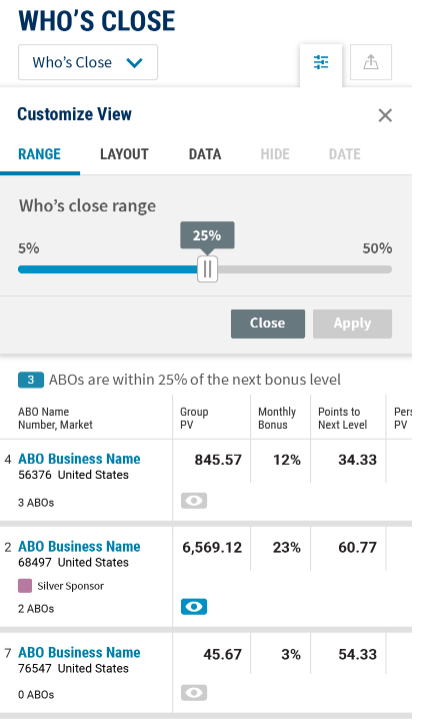 WHO'S CLOSE
Who's Close
Customize View
RANGE LAYOUT DATA HIDE DATE
Who's close range
25%
5% 50%
Close Apply
3 ABOs are within 25% of the next bonus level
ABO Name Group Monthly Points to Pers
Number, Market PV Bonus Next Level PV
4 ABO Business Name 845.57 12% 34.33
56376 United States
3 ABOs
2 ABO Business Name 6,569.12 23% 60.77
68497 United States
Silver Sponsor
2 ABOs
7 ABO Business Name 45.67 3% 54.33
76547 United States
0 ABOs